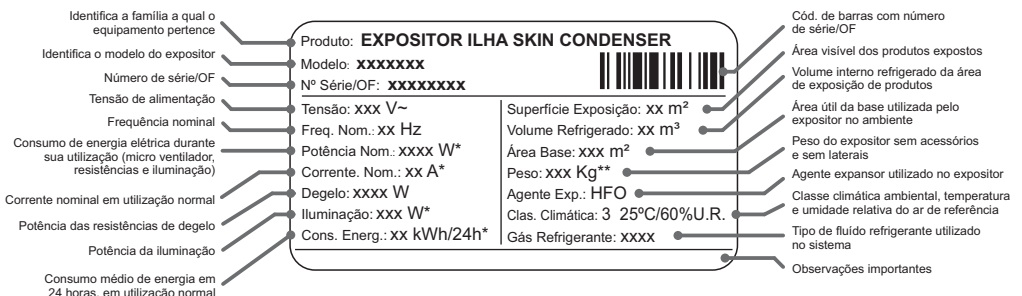 Identifica a família a qual o
equipamento pertence
Identifica o modelo do expositor
Número de série/OF
Tensão de alimentação
Frequência nominal
Consumo de energia elétrica durante
sua utilização (micro ventilador,
resistências e iluminação)
Corrente nominal em utilização normal
Potência das resistências de degelo
Potência da iluminação
Consumo médio de energia em
24 horas, em utilização normal
Produto: EXPOSITOR ILHA SKIN CONDENSER
Modelo: xxxxxxx
Nº Série/OF: xxxxxxxx
Tensão: xxx V~
Freq. Nom.: xx Hz
Potência Nom.: xxxx W*
Corrente. Nom.: xx A*
Degelo: xxxx W
Iluminação: xxx W*
Cons. Energ.: xx kWh/24h*
Superfície Exposição: xx m²
Volume Refrigerado: xx m³
Área Base: xxx m²
Peso: xxx Kg**
Agente Exp.: HFO
Clas. Climática: 3 25ºC/60%U.R.
Gás Refrigerante: xxxx
Cód. de barras com número
de série/OF
Área visivel dos produtos expostos
Volume interno refrigerado da área
de exposição de produtos
Área útil da base utilizada pelo
expositor no ambiente
Peso do expositor sem acessórios
e sem laterais
Agente expansor utilizado no expositor
Classe climática ambiental, temperatura
e umidade relativa do ar de referência
Tipo de fluído refrigerante utilizado
no sistema
Observações importantes